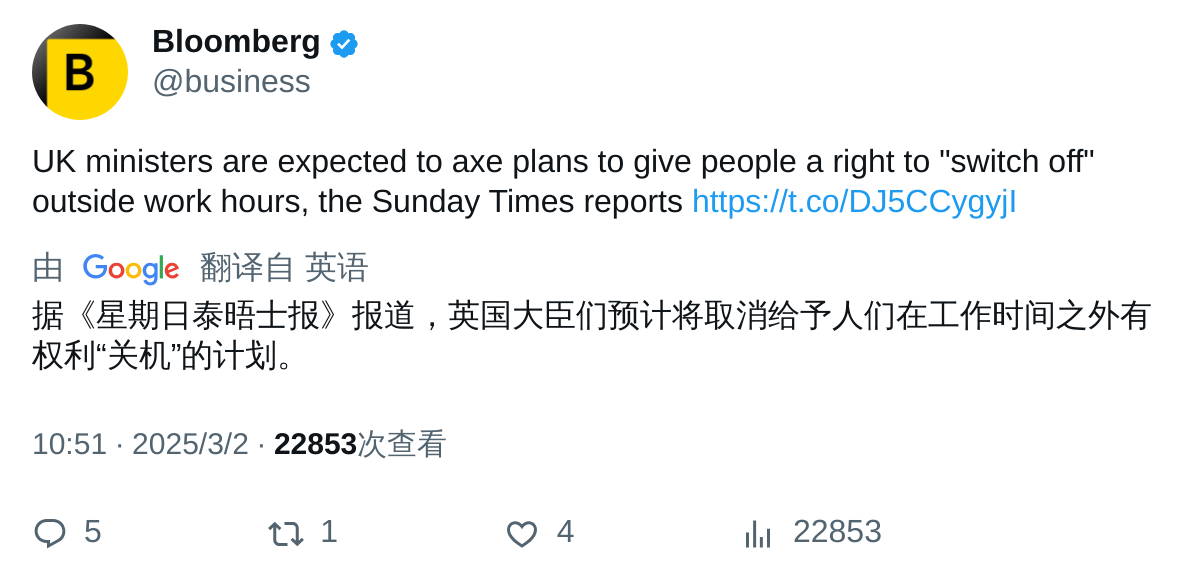 B
Bloomberg
@business
UK ministers are expected to axe plans to give people a right to "switch off"
outside work hours, the Sunday Times reports https://t.co/DJ5CCygyjI
由 Google 翻译自 英语
据《星期日泰晤士报》报道，英国大臣们预计将取消给予人们在工作时间之外有
权利“关机”的计划。
10:51 · 2025/3/2 · 22853次查看
5 1 4 22853